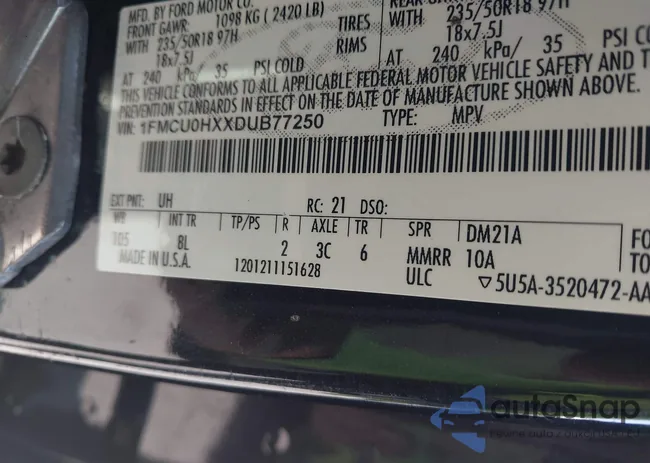 MFD. BY FORD MOTOR CO.
FRONT GAWR: 1098 KG ( 2420 LB)
WITH 235/50R18 97H TIRES WITH 235/50R18 97H
18x7.5J RIMS 18x7.5J
AT 240 kPa/ 35 PSI COLD AT 240 kPa/ 35 PSI COLD
THIS VEHICLE CONFORMS TO ALL APPLICABLE FEDERAL MOTOR VEHICLE SAFETY AND
PREVENTION STANDARDS IN EFFECT ON THE DATE OF MANUFACTURE SHOWN ABOVE.
VIN: 1FMCU0HXXDUB77250 TYPE: MPV
EXT PNT: UH RC: 21 DSO:
WB INT TR TP/PS R AXLE TR SPR DM21A
105 8L 2 3C 6 MMRR 10A
MADE IN U.S.A. 1201211151628 ULC ▽5U5A-3520472-AA
autoSnap